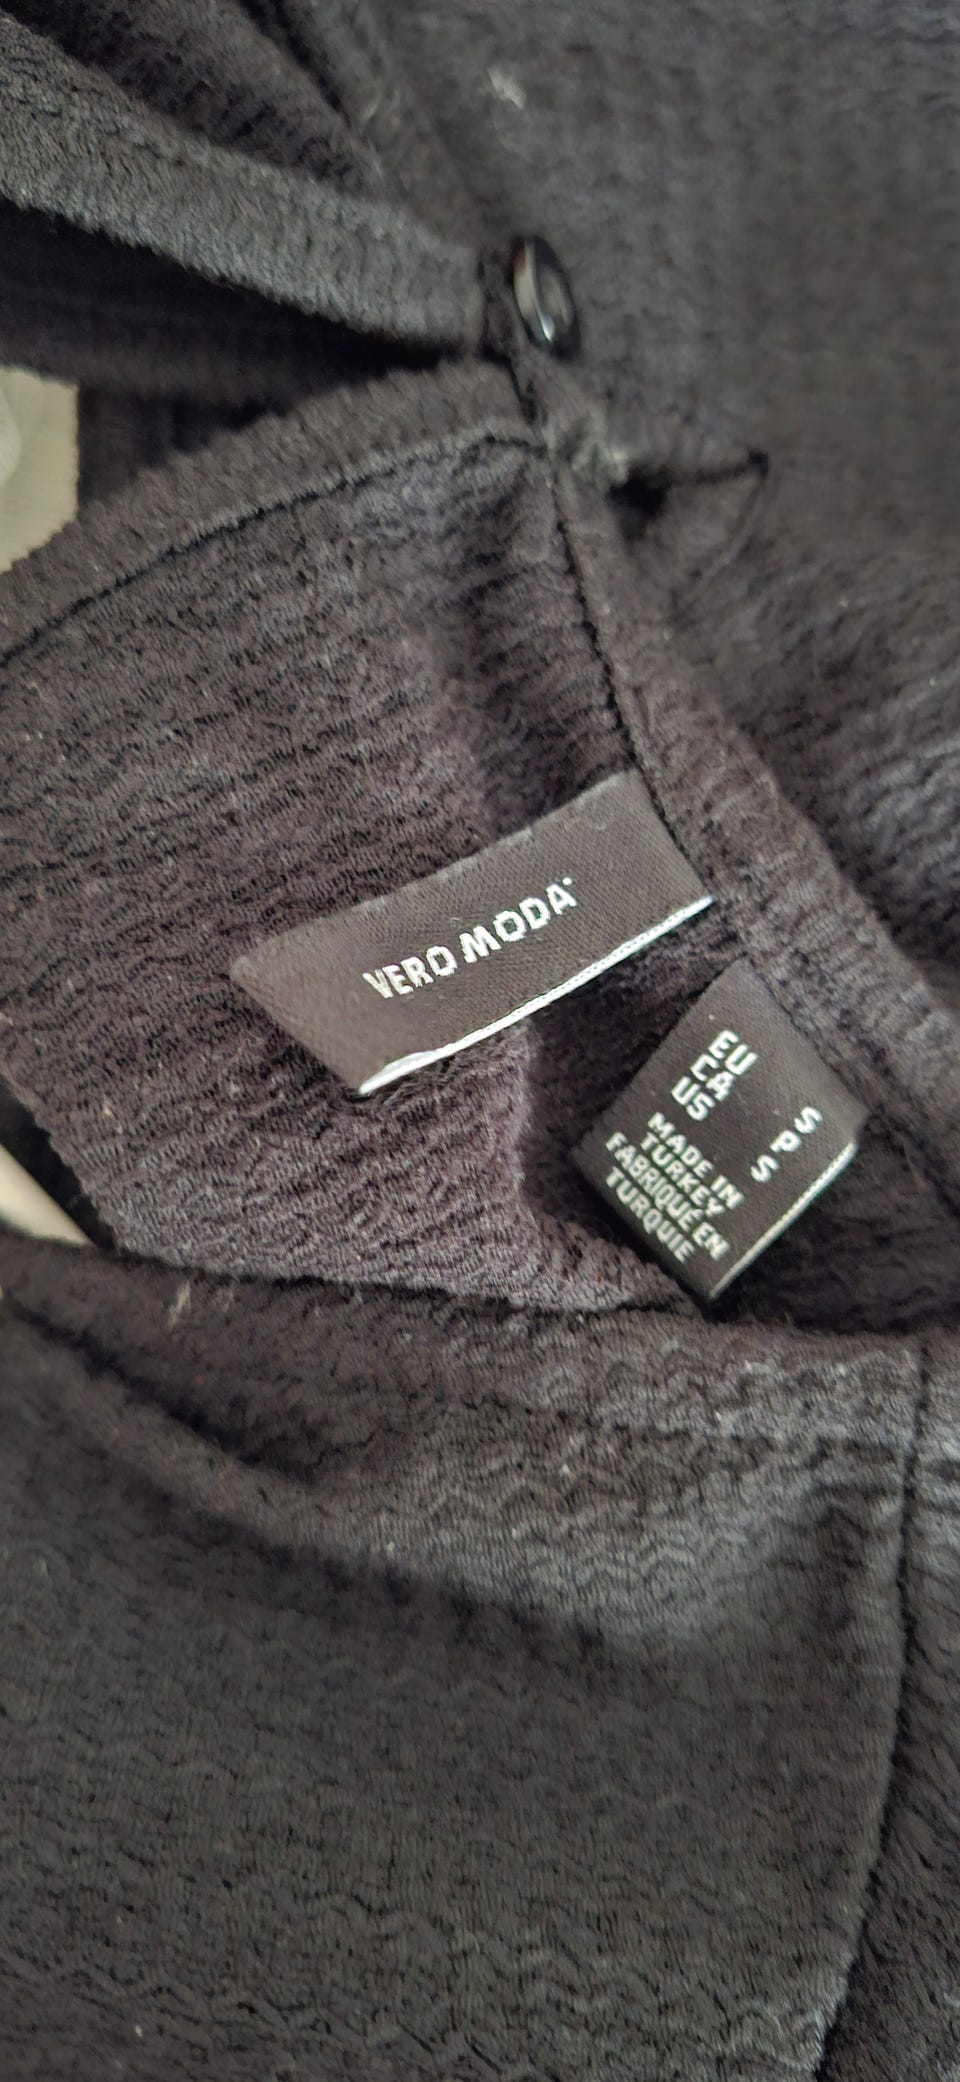 VERO MODA
EU S
CA P
US S
MADE IN
TURKEY
FABRIQUÉ EN
TURQUIE